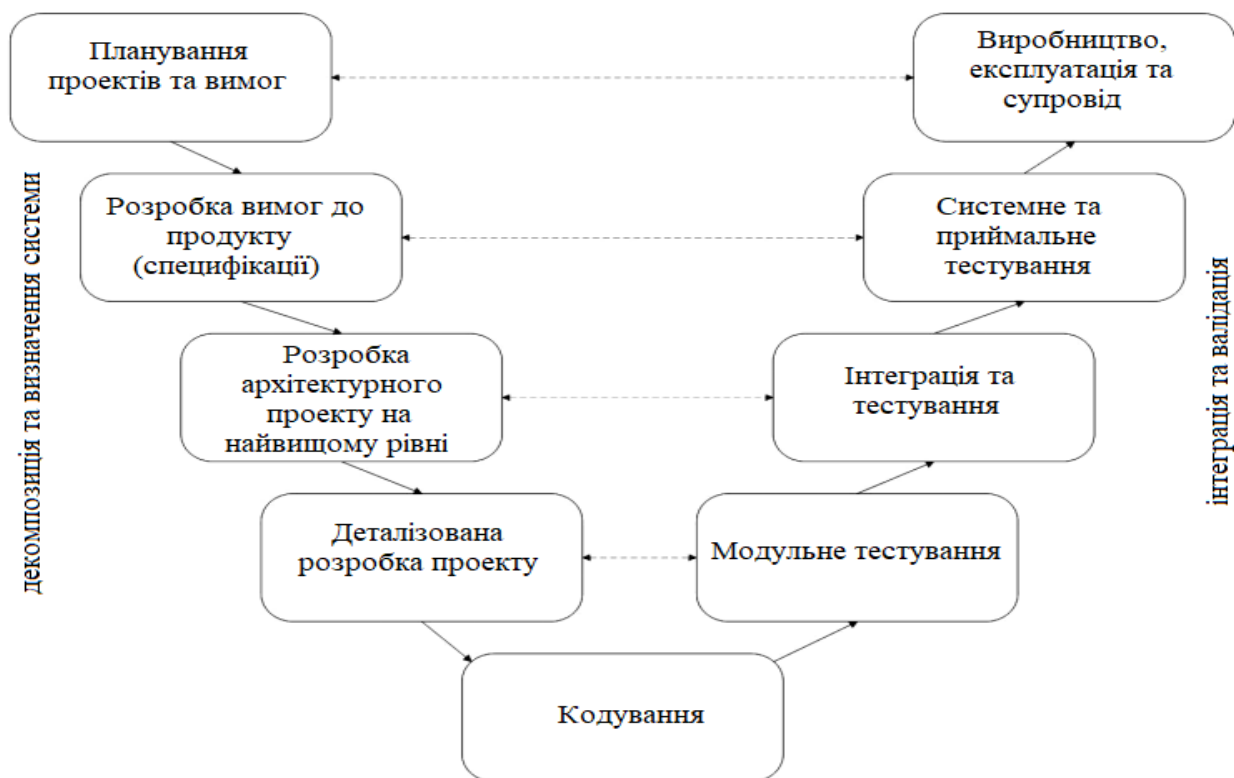 Планування
проектів та вимог
Виробництво,
експлуатація та
супровід
декомпозиція та визначення системи
Розробка вимог до
продукту
(специфікації)
Системне та
приймальне
тестування
інтеграція та валідація
Розробка
архітектурного
проекту на
найвищому рівні
Інтеграція та
тестування
Деталізована
розробка проекту
Модульне тестування
Кодування